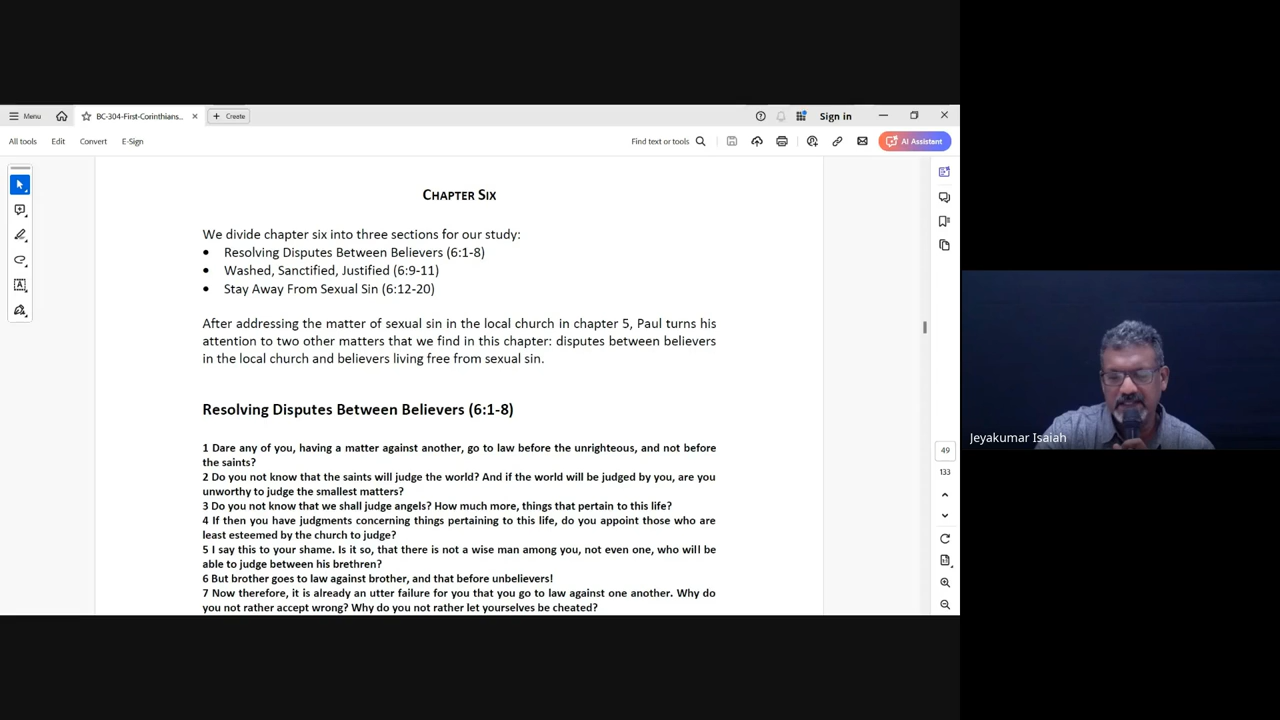 Menu
BC-304-First-Corinthians...
Create
Sign in
All tools
Edit
Convert
E-Sign
Find text or tools
AI Assistant
CHAPTER SIX
We divide chapter six into three sections for our study:
• Resolving Disputes Between Believers (6:1-8)
• Washed, Sanctified, Justified (6:9-11)
• Stay Away From Sexual Sin (6:12-20)
After addressing the matter of sexual sin in the local church in chapter 5, Paul turns his
attention to two other matters that we find in this chapter: disputes between believers
in the local church and believers living free from sexual sin.
Resolving Disputes Between Believers (6:1-8)
1 Dare any of you, having a matter against another, go to law before the unrighteous, and not before
the saints?
2 Do you not know that the saints will judge the world? And if the world will be judged by you, are you
unworthy to judge the smallest matters?
3 Do you not know that we shall judge angels? How much more, things that pertain to this life?
4 If then you have judgments concerning things pertaining to this life, do you appoint those who are
least esteemed by the church to judge?
5 I say this to your shame. Is it so, that there is not a wise man among you, not even one, who will be
able to judge between his brethren?
6 But brother goes to law against brother, and that before unbelievers!
7 Now therefore, it is already an utter failure for you that you go to law against one another. Why do
you not rather accept wrong? Why do you not rather let yourselves be cheated?
49
133
Jeyakumar Isaiah